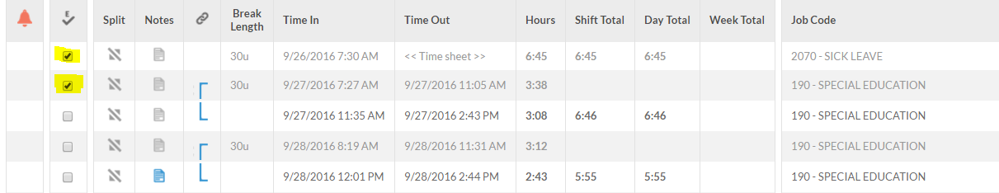 E Split Notes Break Length Time In Time Out Hours Shift Total Day Total Week Total Job Code
30u 9/26/2016 7:30 AM << Time sheet >> 6:45 6:45 6:45 2070 - SICK LEAVE
30u 9/27/2016 7:27 AM 9/27/2016 11:05 AM 3:38 190 - SPECIAL EDUCATION
9/27/2016 11:35 AM 9/27/2016 2:43 PM 3:08 6:46 6:46 190 - SPECIAL EDUCATION
30u 9/28/2016 8:19 AM 9/28/2016 11:31 AM 3:12 190 - SPECIAL EDUCATION
9/28/2016 12:01 PM 9/28/2016 2:44 PM 2:43 5:55 5:55 190 - SPECIAL EDUCATION